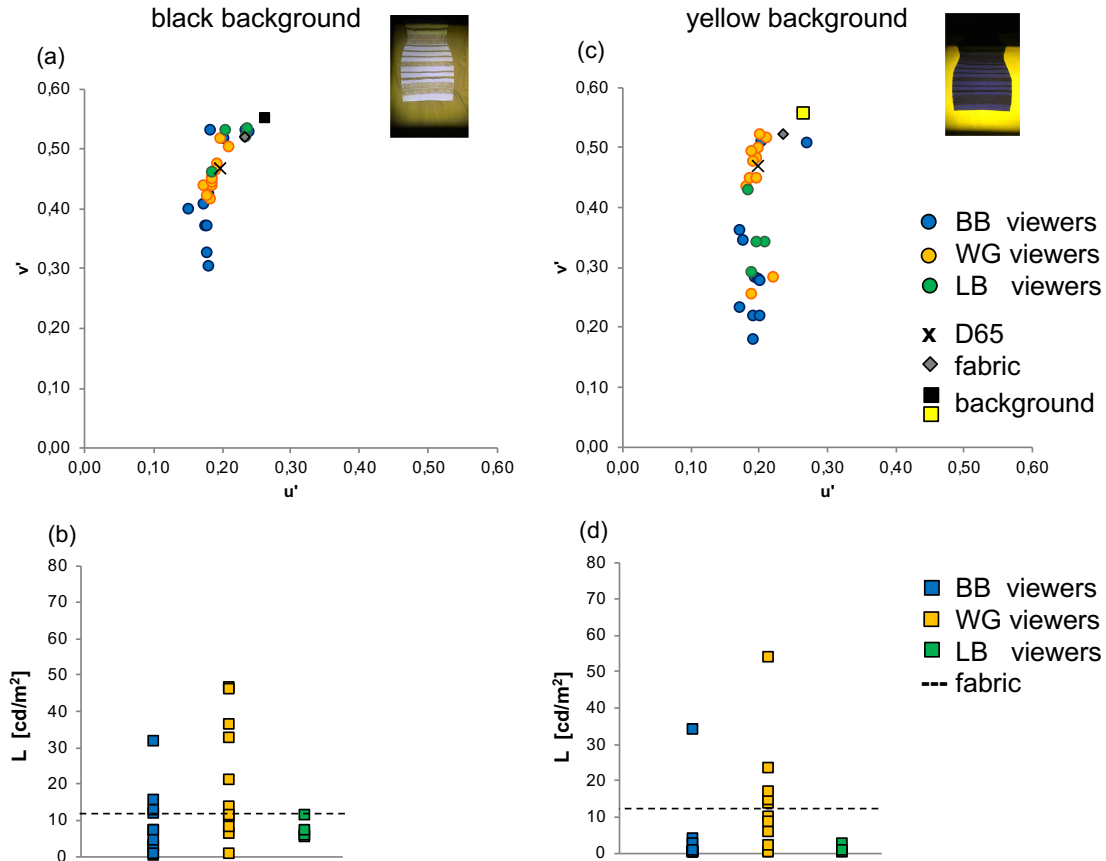 black background
yellow background
(a)
(c)
0,60
0,50
0,40
0,30
0,20
0,10
0,00
v'
0,00 0,10 0,20 0,30 0,40 0,50 0,60
u'
0,60
0,50
0,40
0,30
0,20
0,10
0,00
v'
0,00 0,10 0,20 0,30 0,40 0,50 0,60
u'
BB viewers
WG viewers
LB viewers
x D65
fabric
background
(b)
(d)
80
70
60
50
40
30
20
10
0
L [cd/m²]
80
70
60
50
40
30
20
10
0
L [cd/m²]
BB viewers
WG viewers
LB viewers
fabric